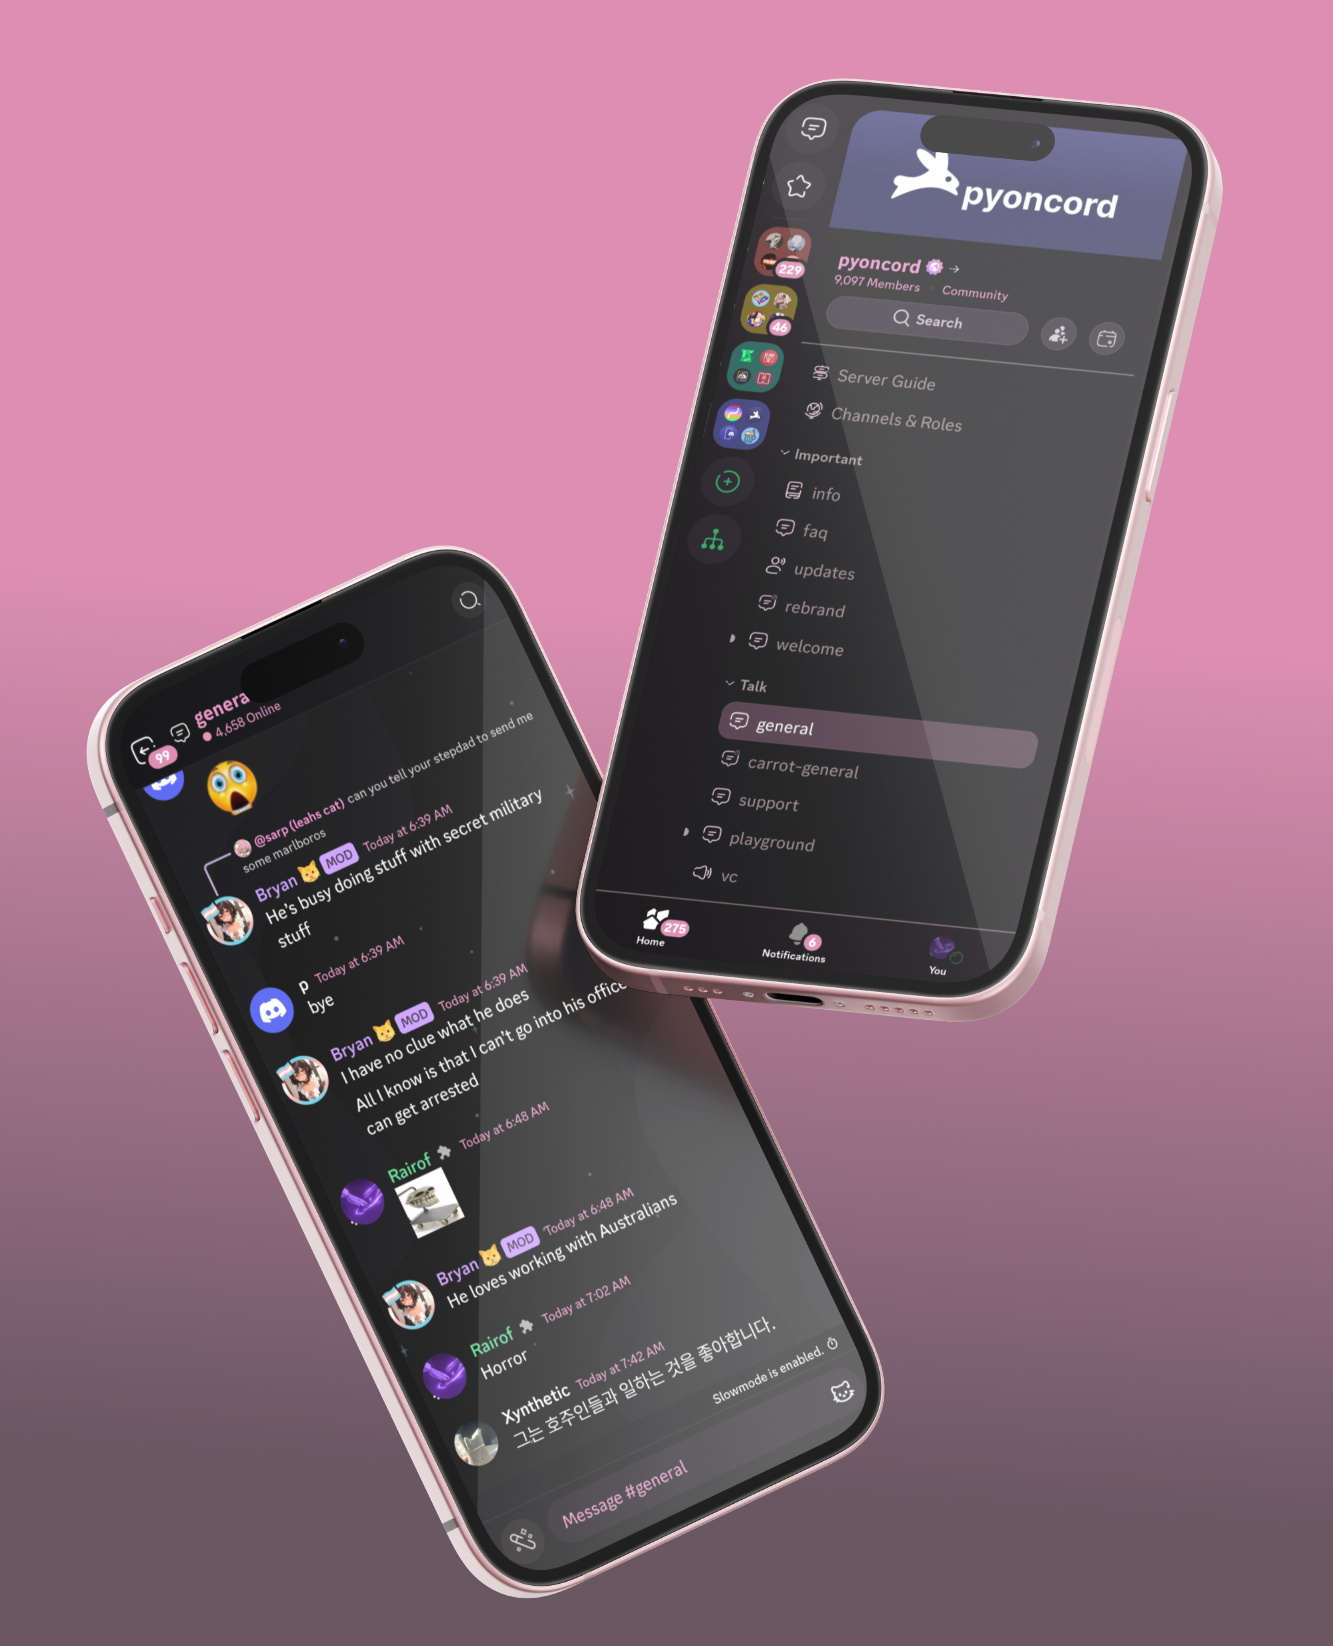 pyoncord
229
46
pyoncord
9,097 Members · Community
Search
Server Guide
Channels & Roles
Important
info
faq
updates
rebrand
welcome
Talk
general
carrot-general
support
playground
vc
275
Home
6
Notifications
You
99
genera
4,658 Online
@sarp (leahs cat) can you tell your stepdad to send me
some marlboros
Bryan 😼 MOD Today at 6:39 AM
He's busy doing stuff with secret military
stuff
p Today at 6:39 AM
bye
Bryan 😼 MOD Today at 6:39 AM
I have no clue what he does
All I know is that I can't go into his office
can get arrested
Rairof Today at 6:48 AM
Bryan 😼 MOD Today at 6:48 AM
He loves working with Australians
Rairof Today at 7:02 AM
Horror
Xynthetic Today at 7:42 AM
그는 호주인들과 일하는 것을 좋아합니다.
Slowmode is enabled.
Message #general